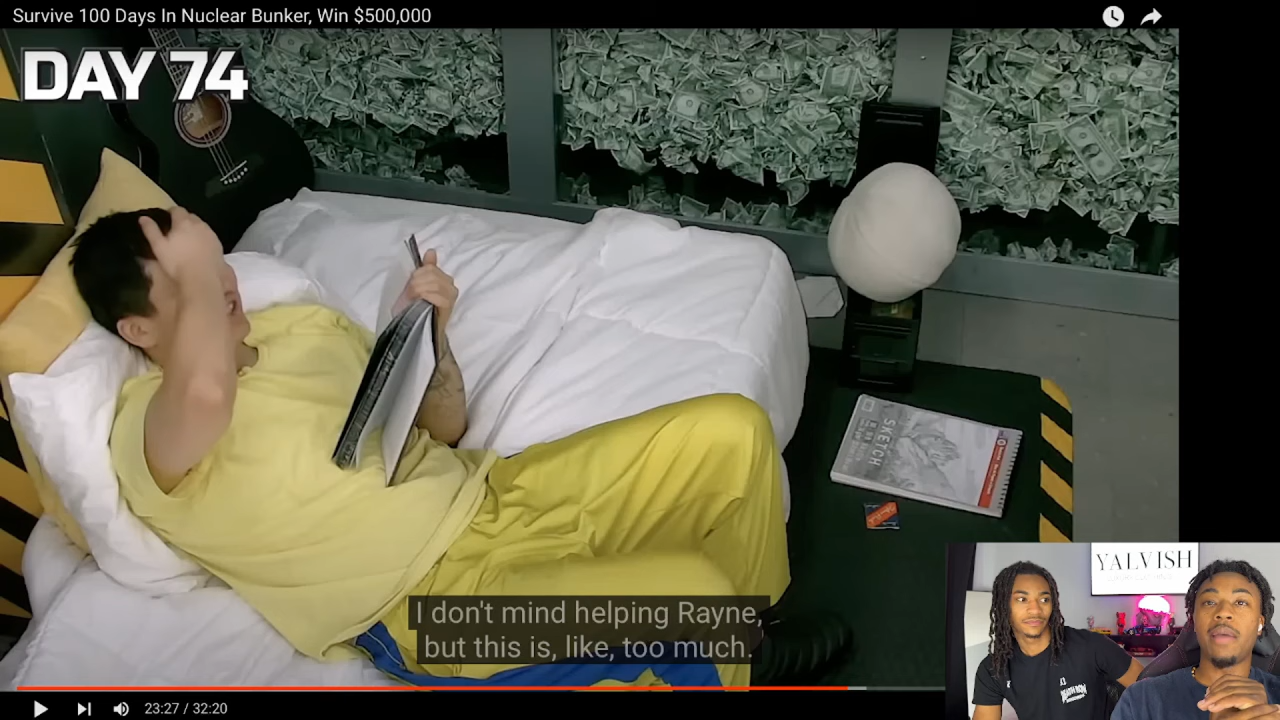 Survive 100 Days In Nuclear Bunker, Win $500,000
DAY 74
SKETCH
I don't mind helping Rayne,
but this is, like, too much.
YALVISH
23:27 / 32:20